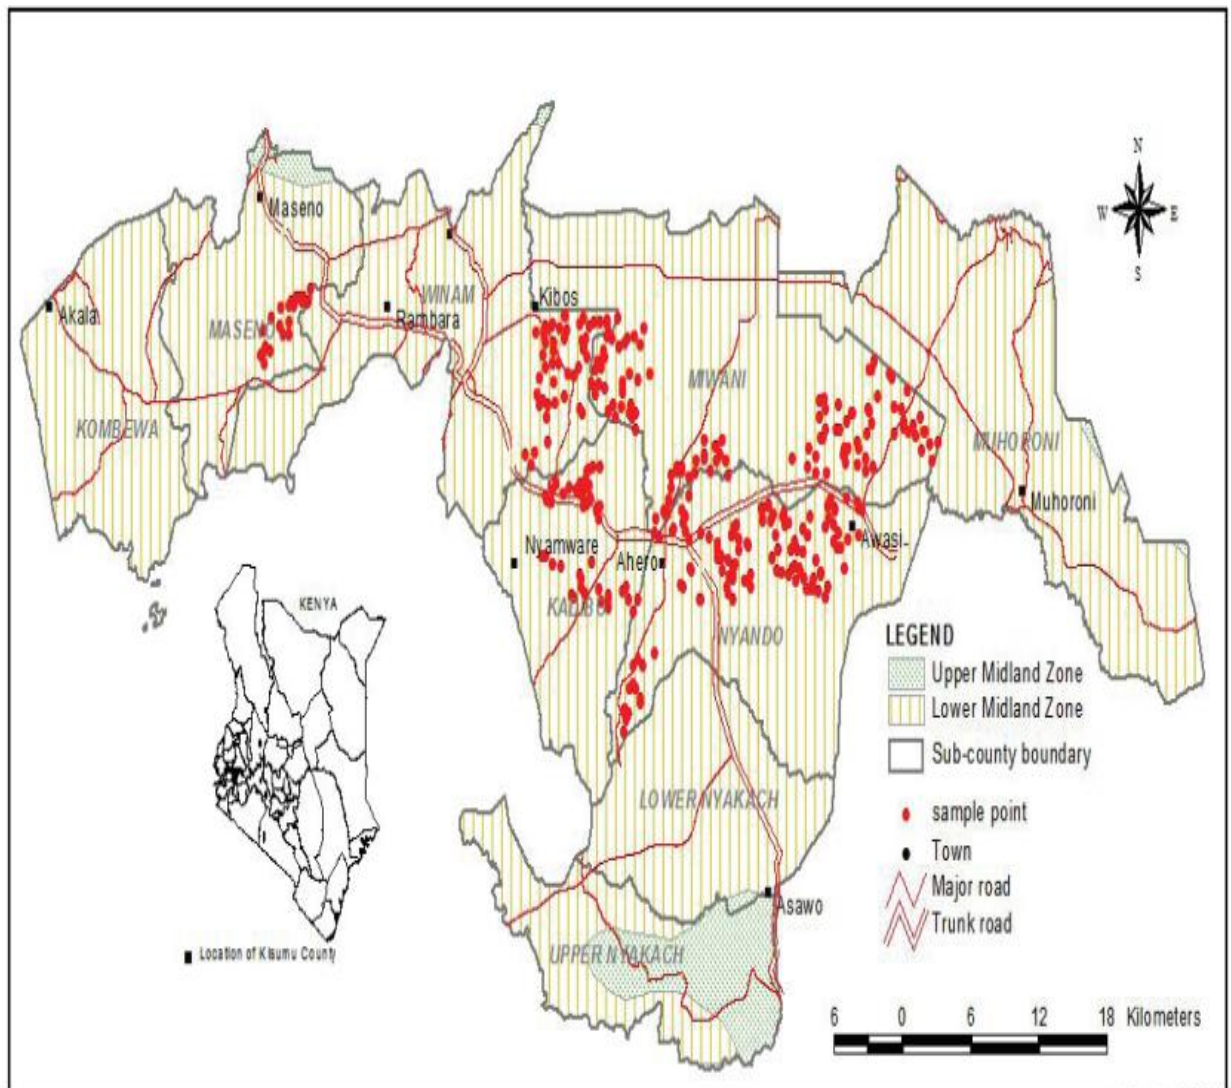 N
W E
S
Maseno
Akala
WINAM
Kibos
Rambara
MASENO
MIWANI
KOMBEWA
MUHORONI
Muhoroni
Nyamware
Ahero
Awasi
KADIBO
NYANDO
KENYA
LEGEND
Upper Midland Zone
Lower Midland Zone
Sub-county boundary
LOWER NYAKACH
sample point
Town
Major road
Trunk road
Asawo
UPPER NYAKACH
Location of Kisumu County
6 0 6 12 18 Kilometers